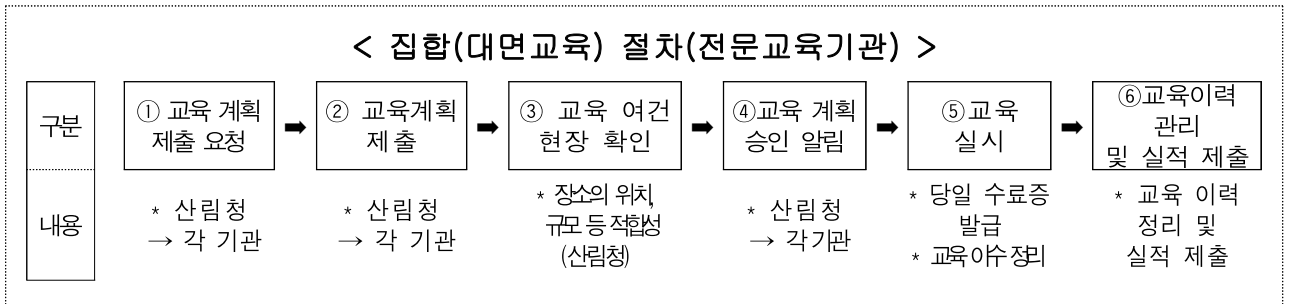 < 집합(대면교육) 절차(전문교육기관) >
구분
① 교육 계획
제출 요청
➡
② 교육계획
제출
➡
③ 교육 여건
현장 확인
➡
④교육 계획
승인 알림
➡
⑤교육
실시
➡
⑥교육이력
관리
및 실적 제출
내용
* 산림청
→ 각 기관
* 산림청
→ 각 기관
* 장소의 위치,
규모 등 적합성
(산림청)
* 산림청
→ 각기관
* 당일 수료증
발급
* 교육 이수 정리
* 교육 이력
정리 및
실적 제출